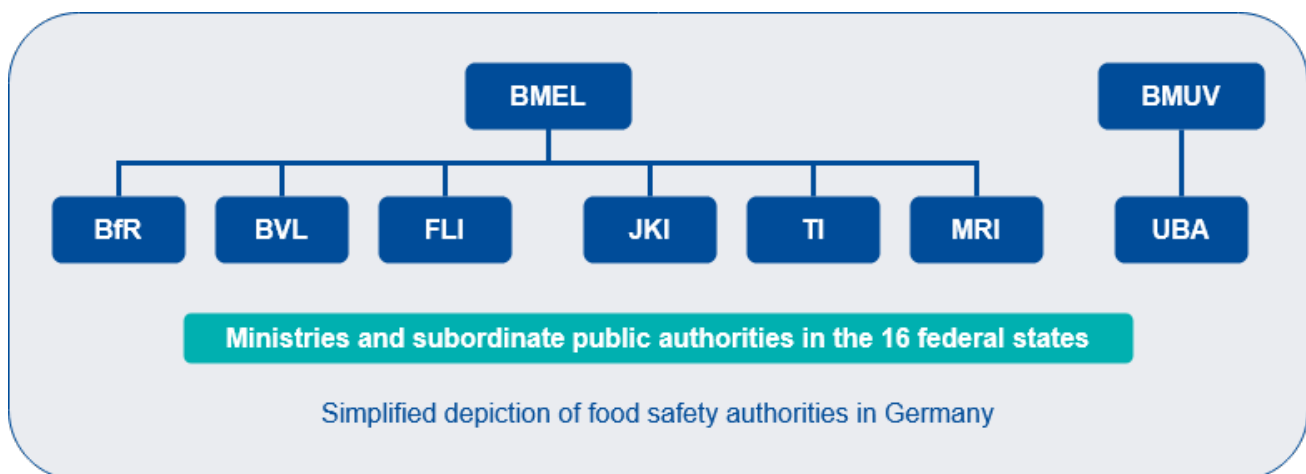 BMEL
BMUV
BfR
BVL
FLI
JKI
TI
MRI
UBA
Ministries and subordinate public authorities in the 16 federal states
Simplified depiction of food safety authorities in Germany